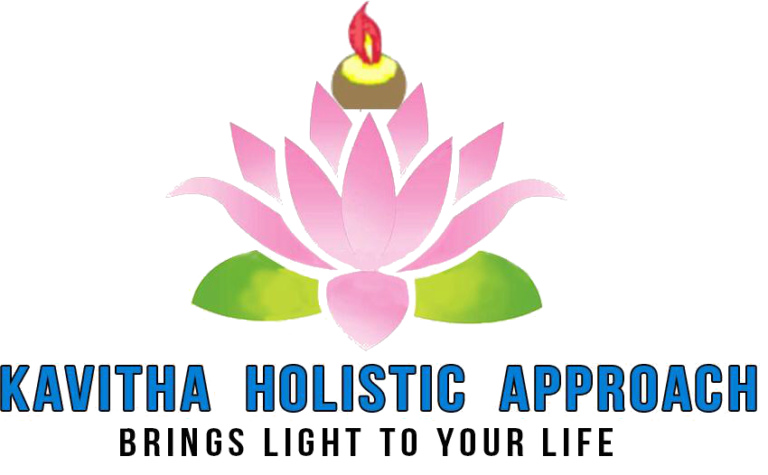 KAVITHA HOLISTIC APPROACH
BRINGS LIGHT TO YOUR LIFE